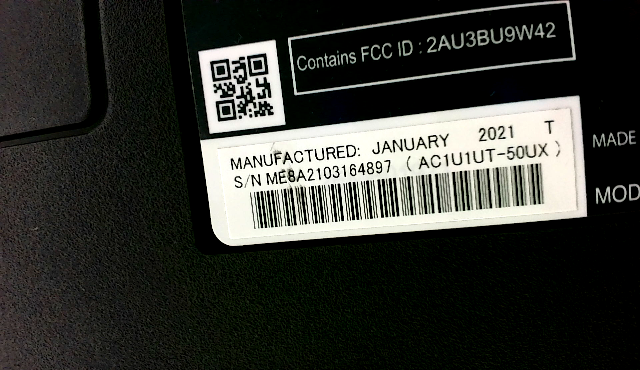 Contains FCC ID : 2AU3BU9W42
MANUFACTURED: JANUARY 2021 T
S/N ME8A2103164897 ( AC1U1UT-50UX )
MADE
MOD